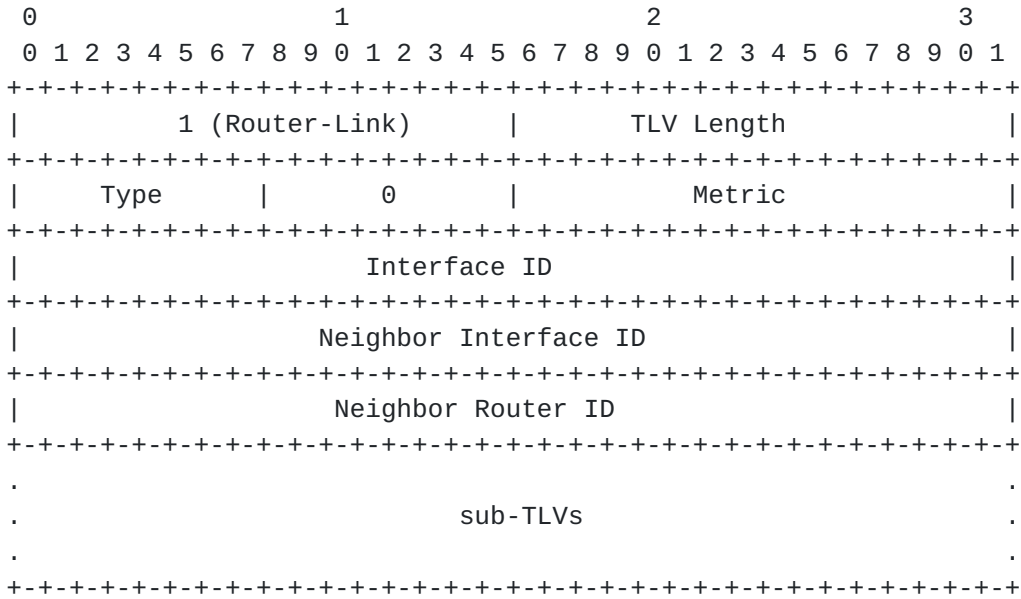 0                   1                   2                   3
 0 1 2 3 4 5 6 7 8 9 0 1 2 3 4 5 6 7 8 9 0 1 2 3 4 5 6 7 8 9 0 1
+-+-+-+-+-+-+-+-+-+-+-+-+-+-+-+-+-+-+-+-+-+-+-+-+-+-+-+-+-+-+-+-+
|          1 (Router-Link)      |       TLV Length              |
+-+-+-+-+-+-+-+-+-+-+-+-+-+-+-+-+-+-+-+-+-+-+-+-+-+-+-+-+-+-+-+-+
|     Type      |       0       |           Metric              |
+-+-+-+-+-+-+-+-+-+-+-+-+-+-+-+-+-+-+-+-+-+-+-+-+-+-+-+-+-+-+-+-+
|                      Interface ID                             |
+-+-+-+-+-+-+-+-+-+-+-+-+-+-+-+-+-+-+-+-+-+-+-+-+-+-+-+-+-+-+-+-+
|                   Neighbor Interface ID                       |
+-+-+-+-+-+-+-+-+-+-+-+-+-+-+-+-+-+-+-+-+-+-+-+-+-+-+-+-+-+-+-+-+
|                    Neighbor Router ID                         |
+-+-+-+-+-+-+-+-+-+-+-+-+-+-+-+-+-+-+-+-+-+-+-+-+-+-+-+-+-+-+-+-+
.                                                               .
.                            sub-TLVs                           .
.                                                               .
+-+-+-+-+-+-+-+-+-+-+-+-+-+-+-+-+-+-+-+-+-+-+-+-+-+-+-+-+-+-+-+-+